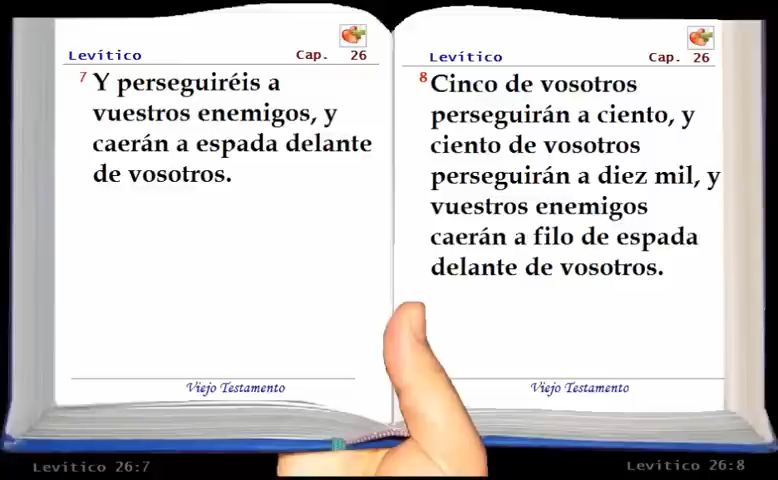 Levítico Cap. 26
7 Y perseguiréis a
vuestros enemigos, y
caerán a espada delante
de vosotros.
Viejo Testamento
Levítico 26:7
Levítico Cap. 26
8 Cinco de vosotros
perseguirán a ciento, y
ciento de vosotros
perseguirán a diez mil, y
vuestros enemigos
caerán a filo de espada
delante de vosotros.
Viejo Testamento
Levítico 26:8